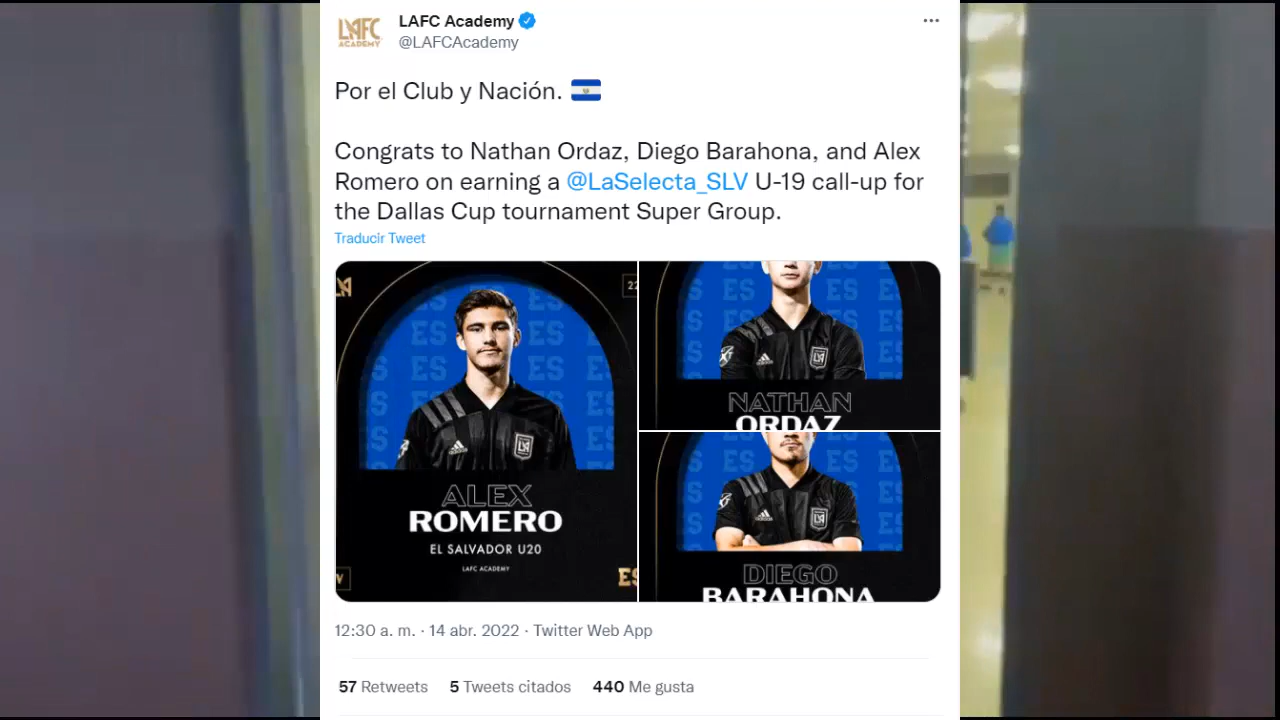 LAFC Academy
@LAFCAcademy
Por el Club y Nación.
Congrats to Nathan Ordaz, Diego Barahona, and Alex
Romero on earning a @LaSelecta_SLV U-19 call-up for
the Dallas Cup tournament Super Group.
Traducir Tweet
ALEX
ROMERO
EL SALVADOR U20
LAFC ACADEMY
NATHAN
ORDAZ
DIEGO
BARAHONA
12:30 a. m. · 14 abr. 2022 · Twitter Web App
57 Retweets 5 Tweets citados 440 Me gusta